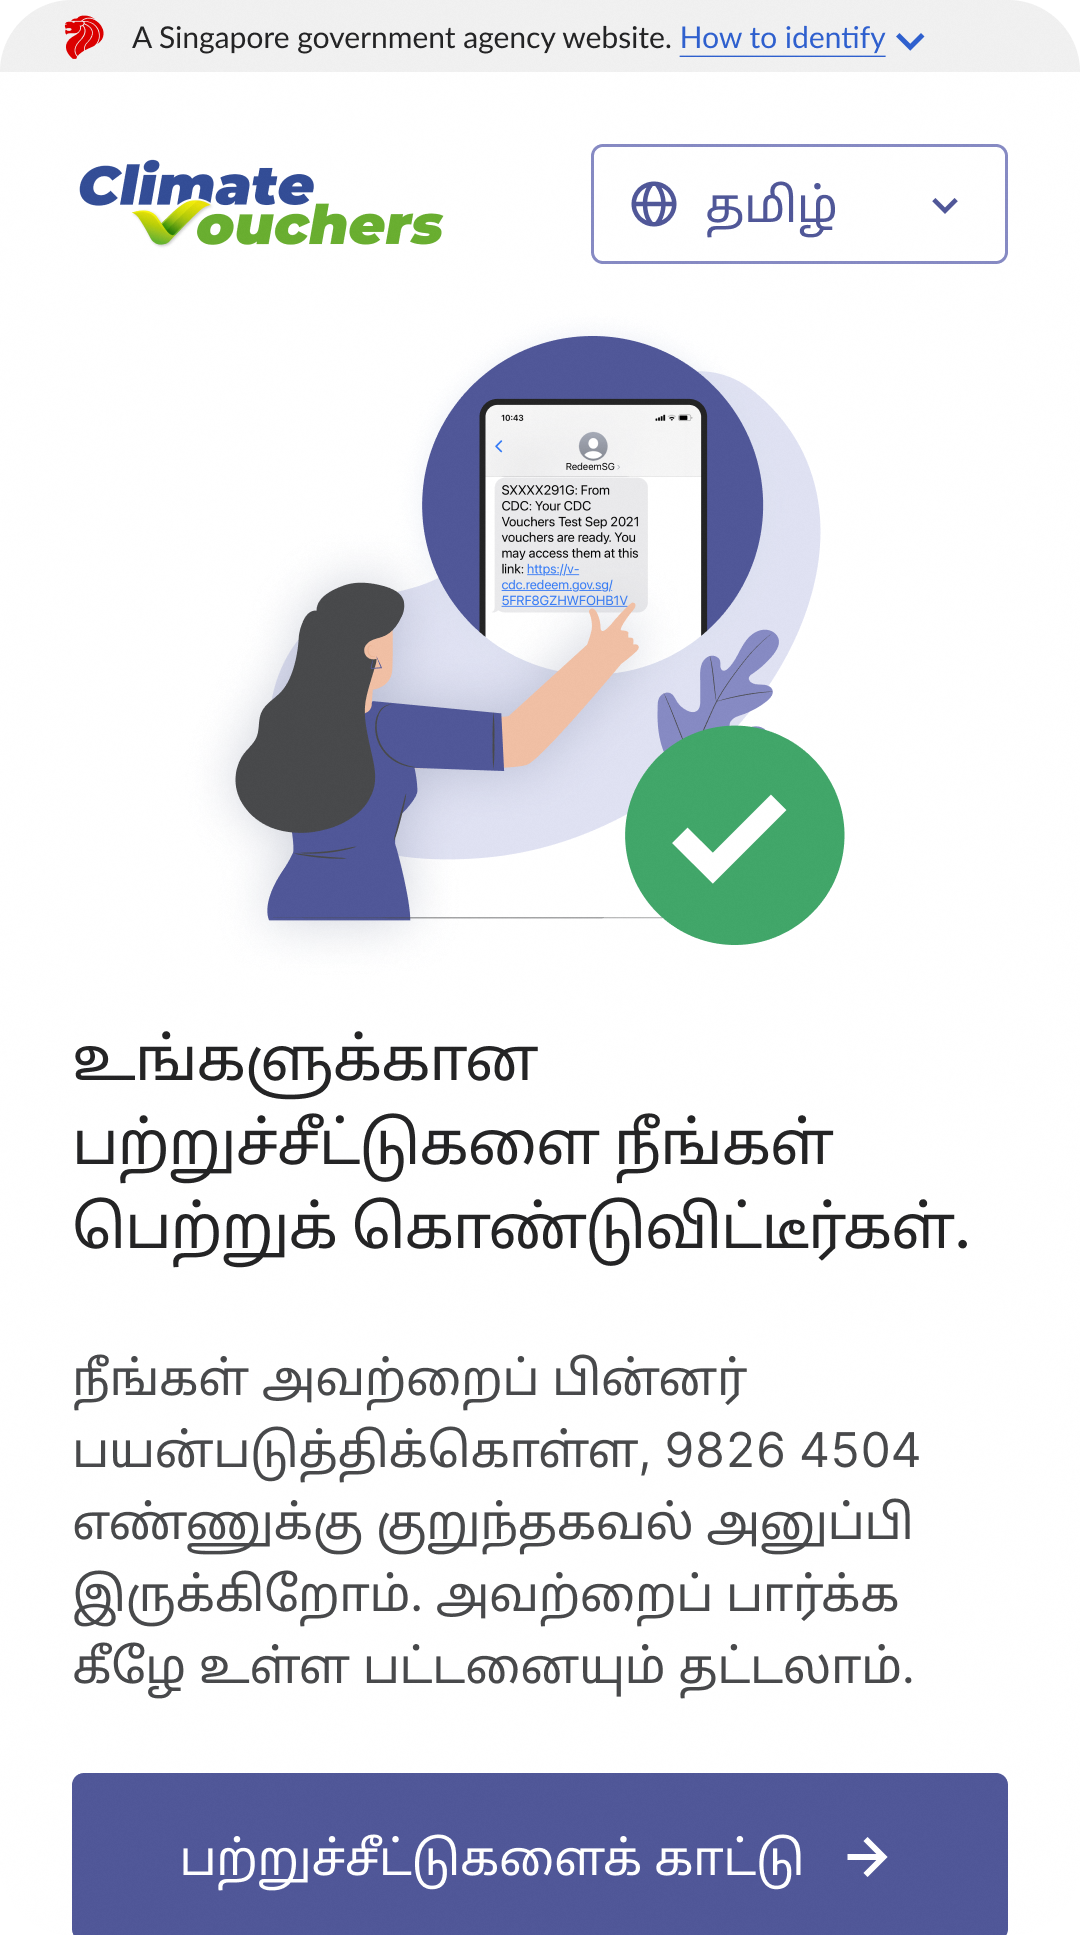 A Singapore government agency website. How to identify
Climate
Vouchers
தமிழ்
10:43
RedeemSG
SXXXX291G: From
CDC: Your CDC
Vouchers Test Sep 2021
vouchers are ready. You
may access them at this
link: https://v-
cdc.redeem.gov.sg/
5FRF8GZHWFOHB1V
உங்களுக்கான
பற்றுச்சீட்டுகளை நீங்கள்
பெற்றுக் கொண்டுவிட்டீர்கள்.
நீங்கள் அவற்றைப் பின்னர்
பயன்படுத்திக்கொள்ள, 9826 4504
எண்ணுக்கு குறுந்தகவல் அனுப்பி
இருக்கிறோம். அவற்றைப் பார்க்க
கீழே உள்ள பட்டனையும் தட்டலாம்.
பற்றுச்சீட்டுகளைக் காட்டு